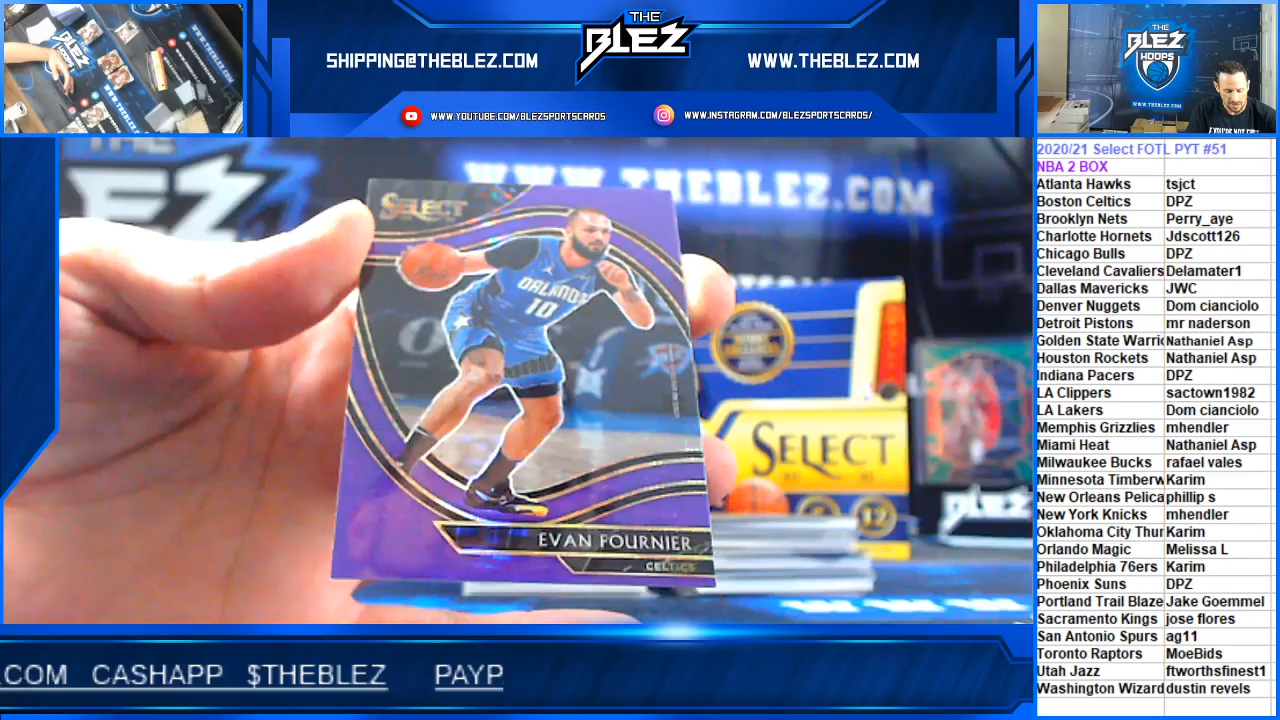 THE
BLEZ
SHIPPING@THEBLEZ.COM
WWW.THEBLEZ.COM
WWW.YOUTUBE.COM/BLEZSPORTSCARDS
WWW.INSTAGRAM.COM/BLEZSPORTSCARDS/
THE
BLEZ
HOOPS
WWW.THEBLEZ.COM
WWW.THEBLEZ.COM
SELECT
ORLANDO
10
EVAN FOURNIER
CELTICS
SELECT
12
2020/21 Select FOTL PYT #51
NBA 2 BOX
Atlanta Hawks tsjct
Boston Celtics DPZ
Brooklyn Nets Perry_aye
Charlotte Hornets Jdscott126
Chicago Bulls DPZ
Cleveland Cavaliers Delamater1
Dallas Mavericks JWC
Denver Nuggets Dom cianciolo
Detroit Pistons mr naderson
Golden State Warric Nathaniel Asp
Houston Rockets Nathaniel Asp
Indiana Pacers DPZ
LA Clippers sactown1982
LA Lakers Dom cianciolo
Memphis Grizzlies mhendler
Miami Heat Nathaniel Asp
Milwaukee Bucks rafael vales
Minnesota Timberw Karim
New Orleans Pelica phillip s
New York Knicks mhendler
Oklahoma City Thur Karim
Orlando Magic Melissa L
Philadelphia 76ers Karim
Phoenix Suns DPZ
Portland Trail Blaze Jake Goemmel
Sacramento Kings jose flores
San Antonio Spurs ag11
Toronto Raptors MoeBids
Utah Jazz ftworthsfinest1
Washington Wizard dustin revels
.COM CASHAPP $THEBLEZ PAYP